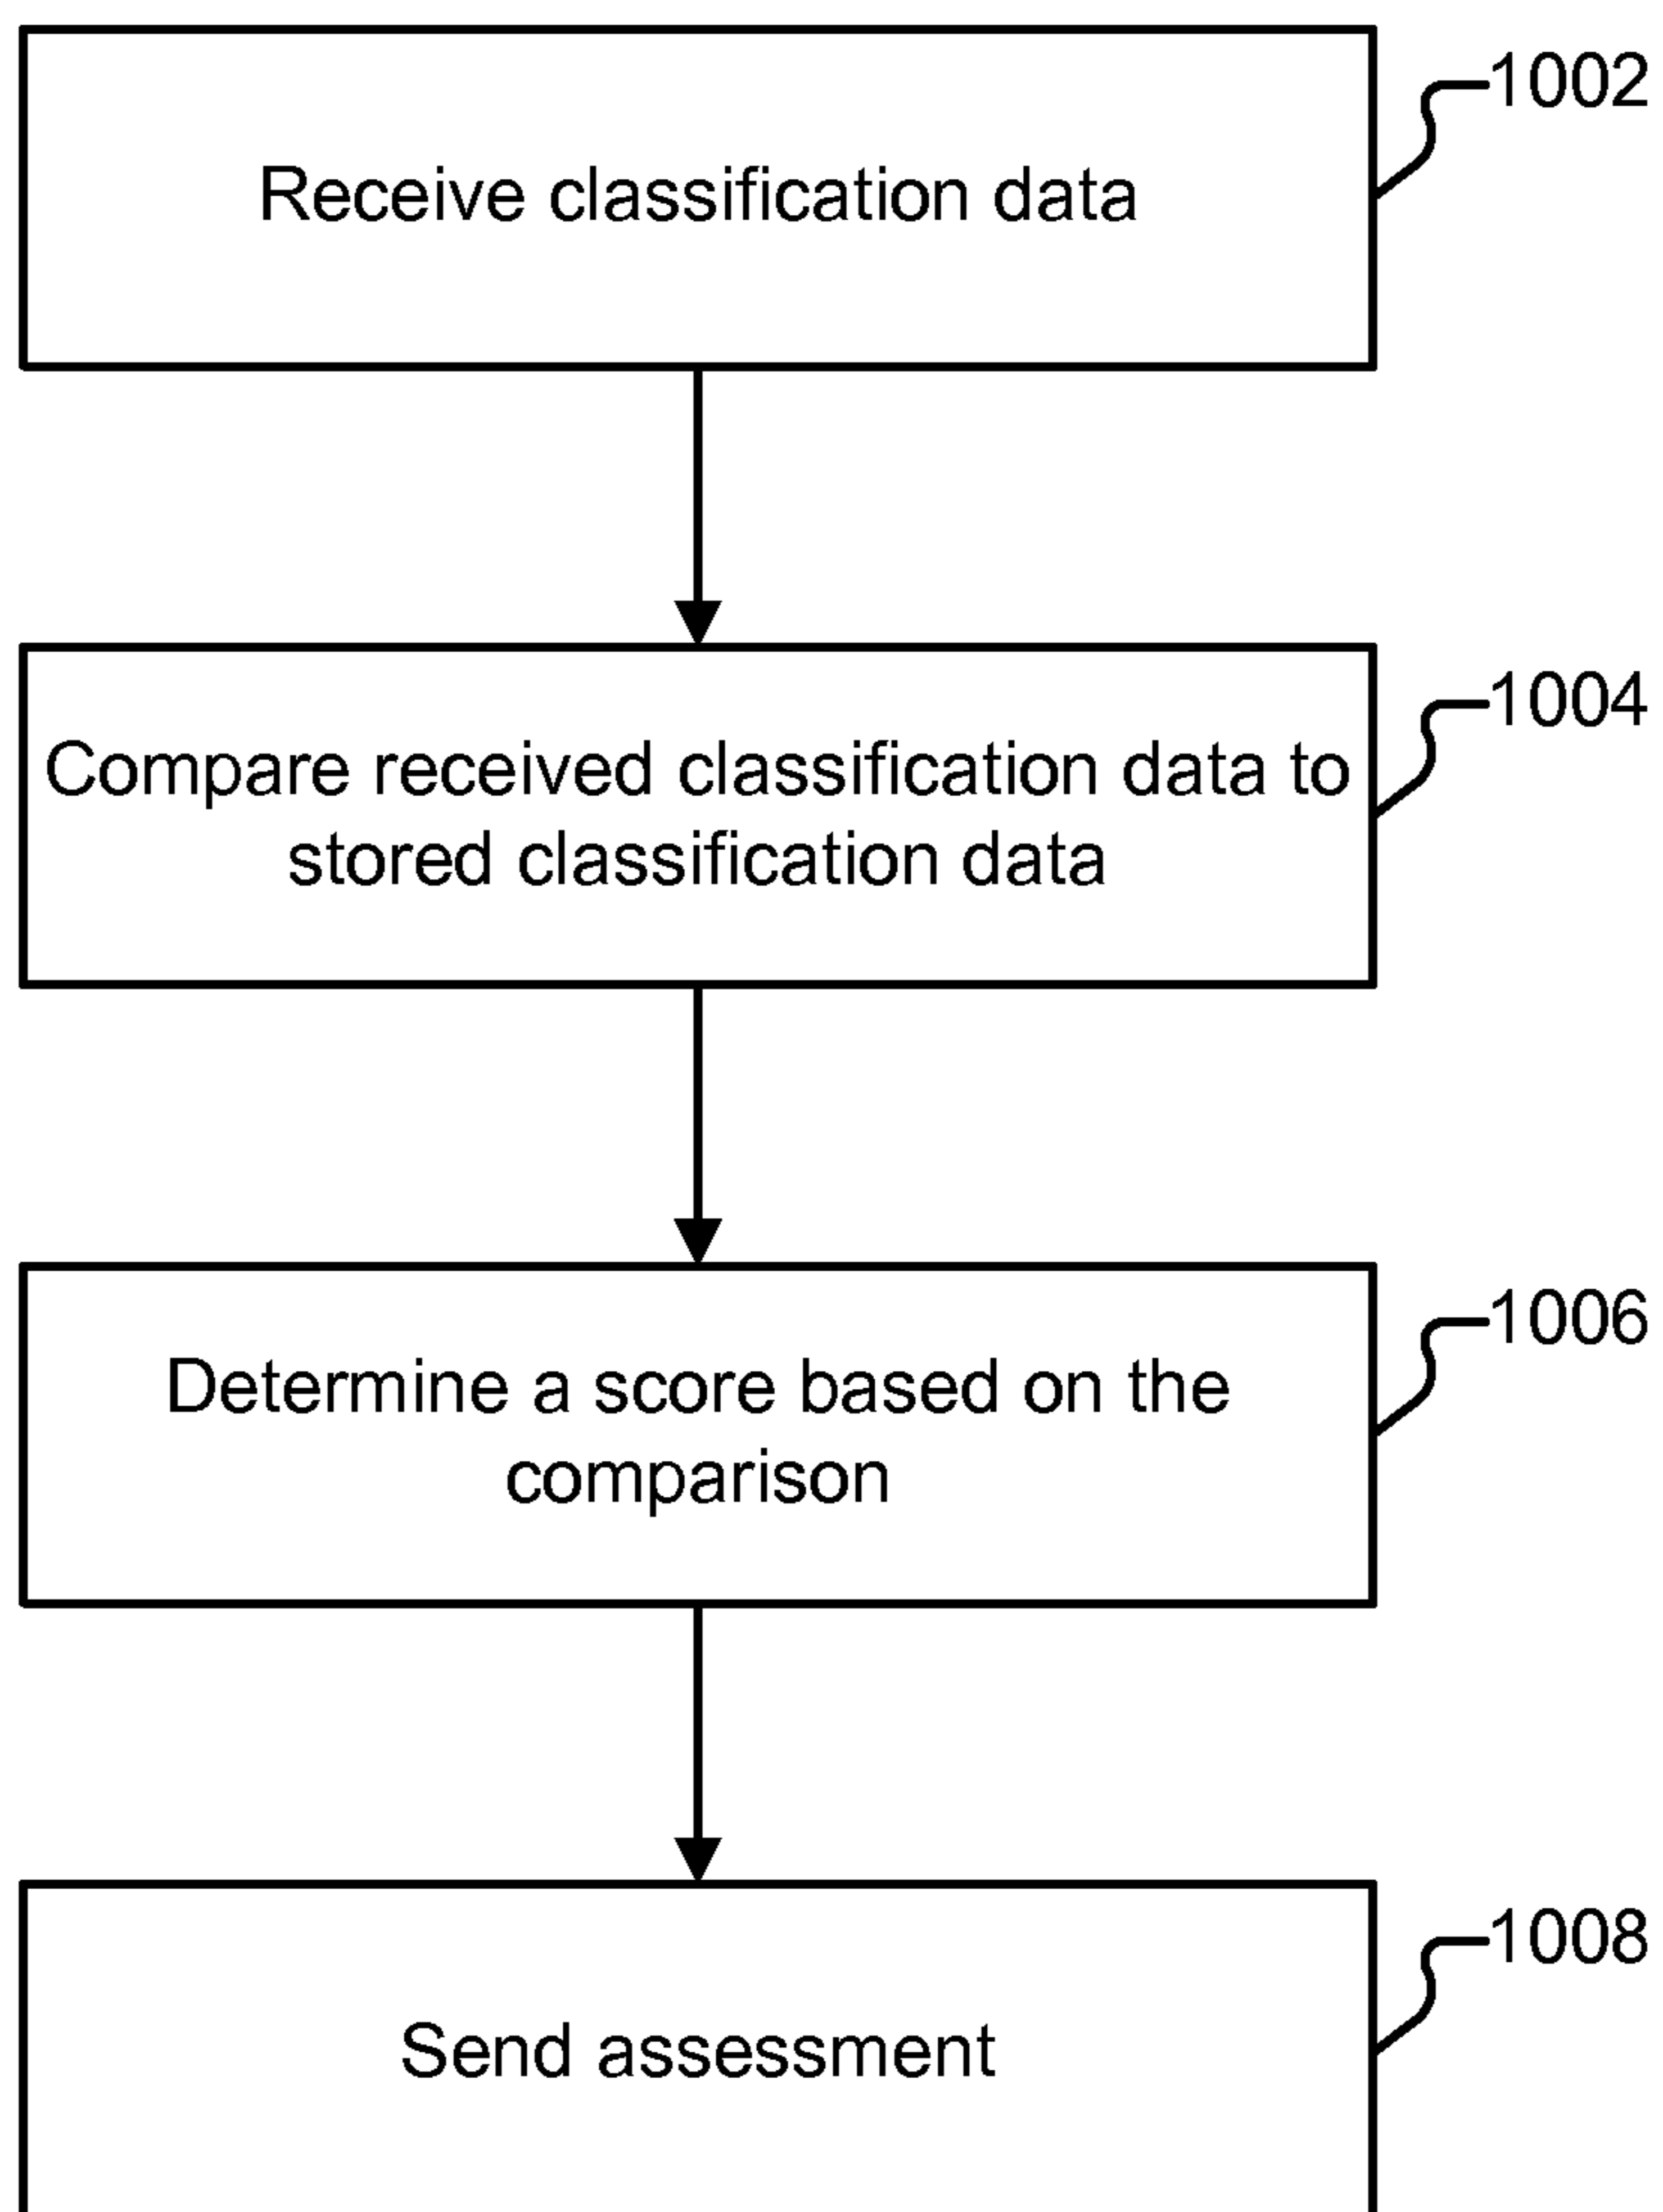 1002
Receive classification data
1004
Compare received classification data to
stored classification data
1006
Determine a score based on the
comparison
1008
Send assessment